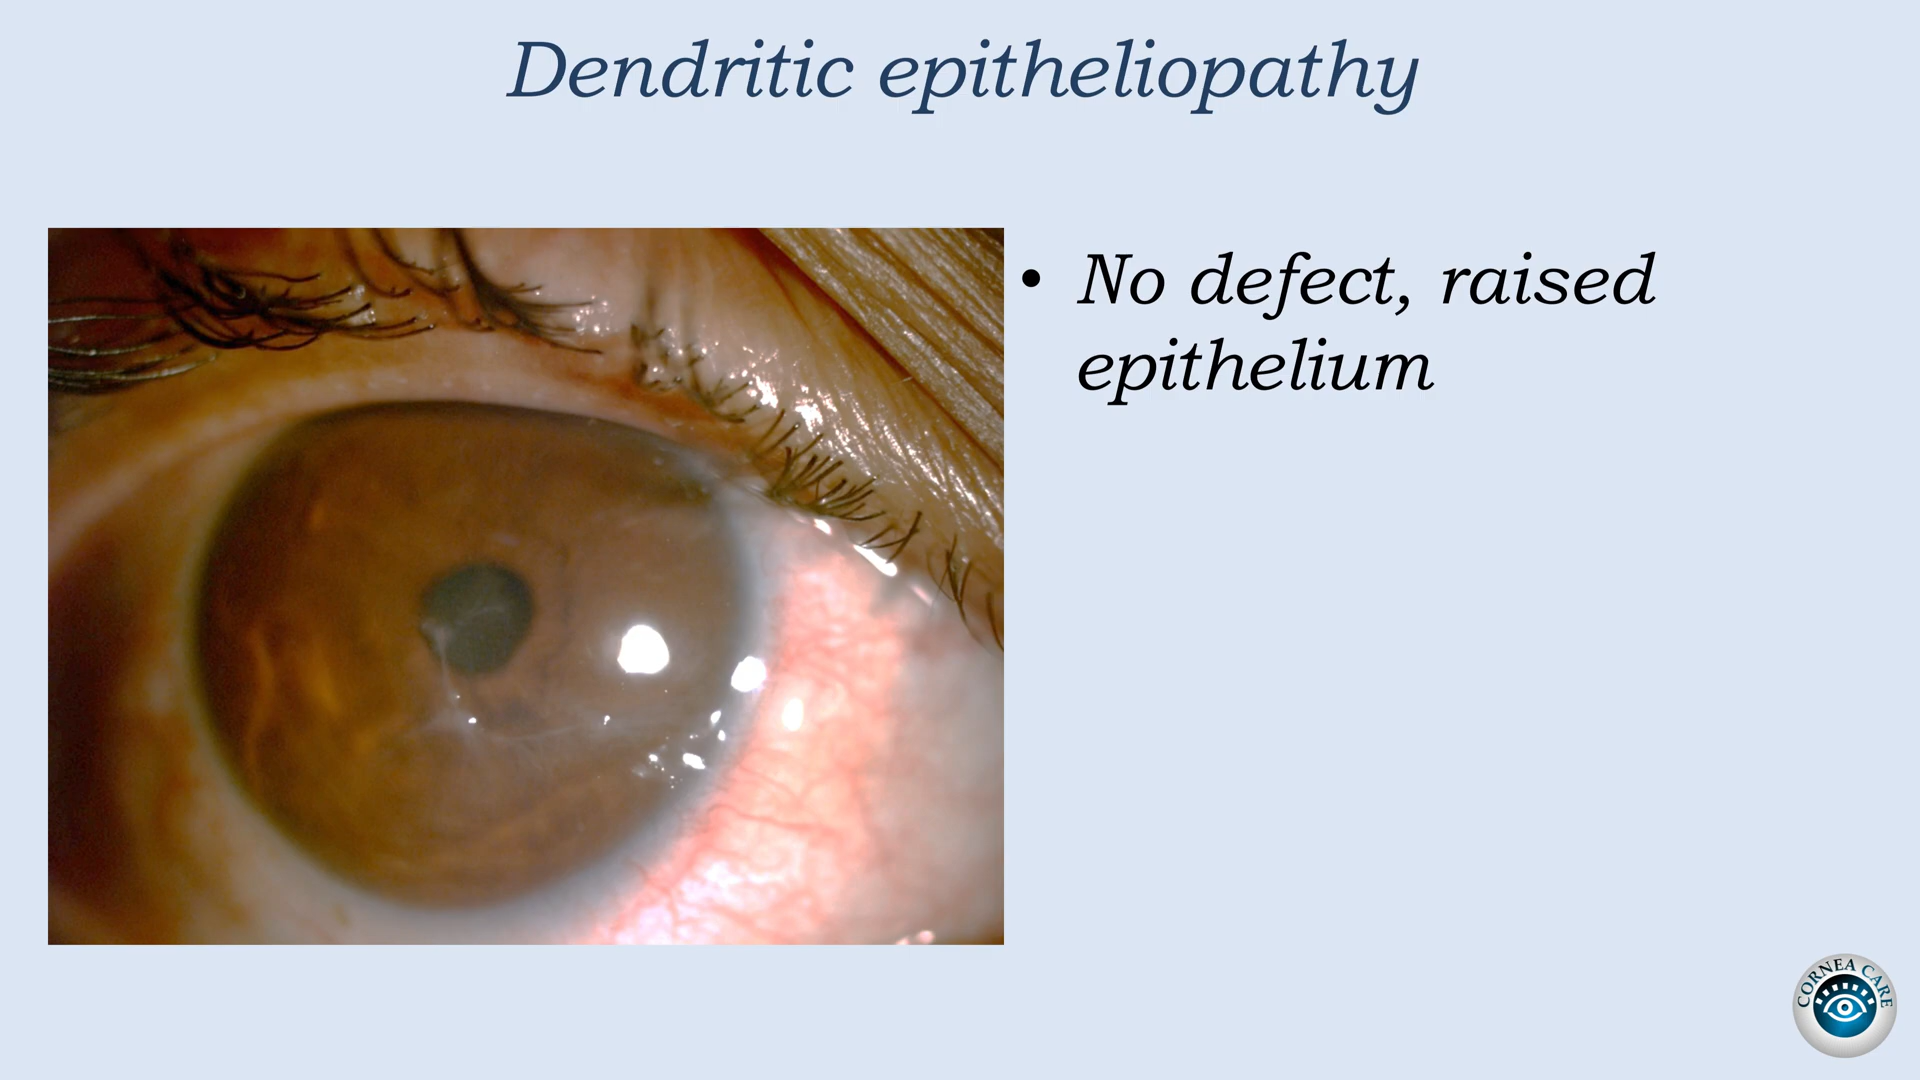 Dendritic epitheliopathy
• No defect, raised
epithelium
CORNEA CARE